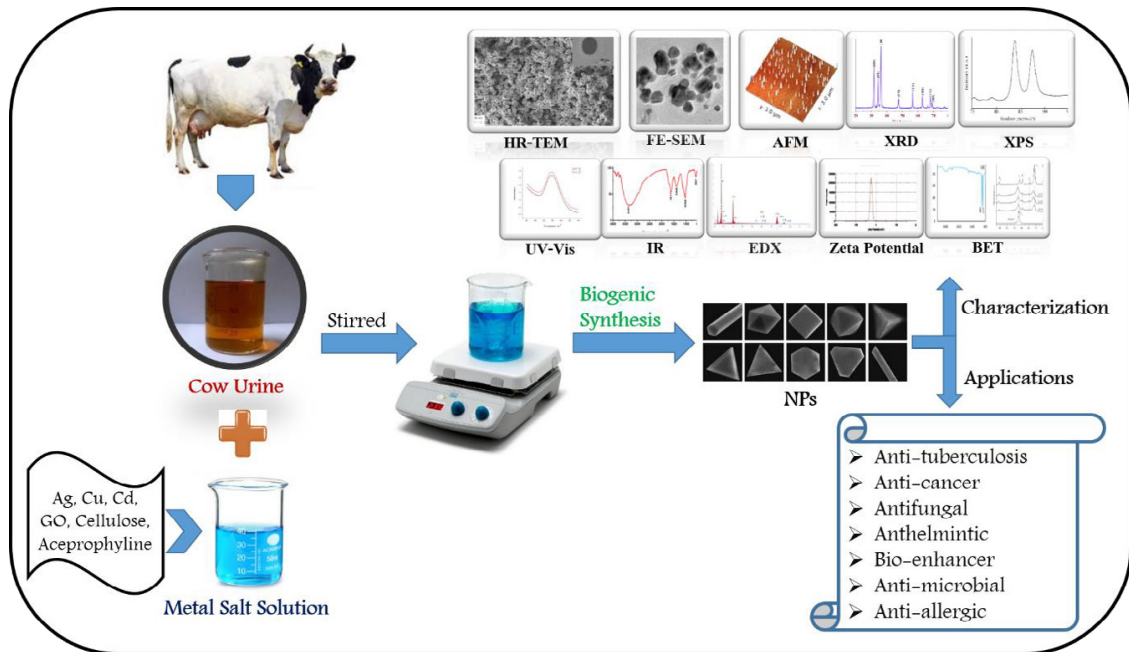 HR-TEM
FE-SEM
AFM
XRD
XPS
UV-Vis
IR
EDX
Zeta Potential
BET
Cow Urine
Stirred
Biogenic
Synthesis
NPs
Characterization
Applications
Ag, Cu, Cd,
GO, Cellulose,
Aceprophyline
Metal Salt Solution
➢ Anti-tuberculosis
➢ Anti-cancer
➢ Antifungal
➢ Anthelmintic
➢ Bio-enhancer
➢ Anti-microbial
➢ Anti-allergic